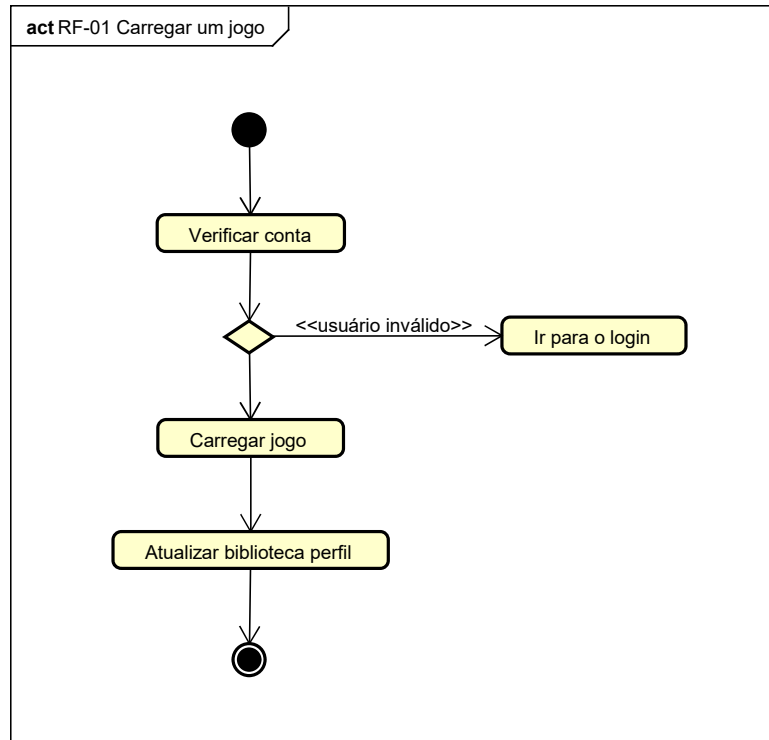 act RF-01 Carregar um jogo
Verificar conta
<<usuário inválido>>
Ir para o login
Carregar jogo
Atualizar biblioteca perfil